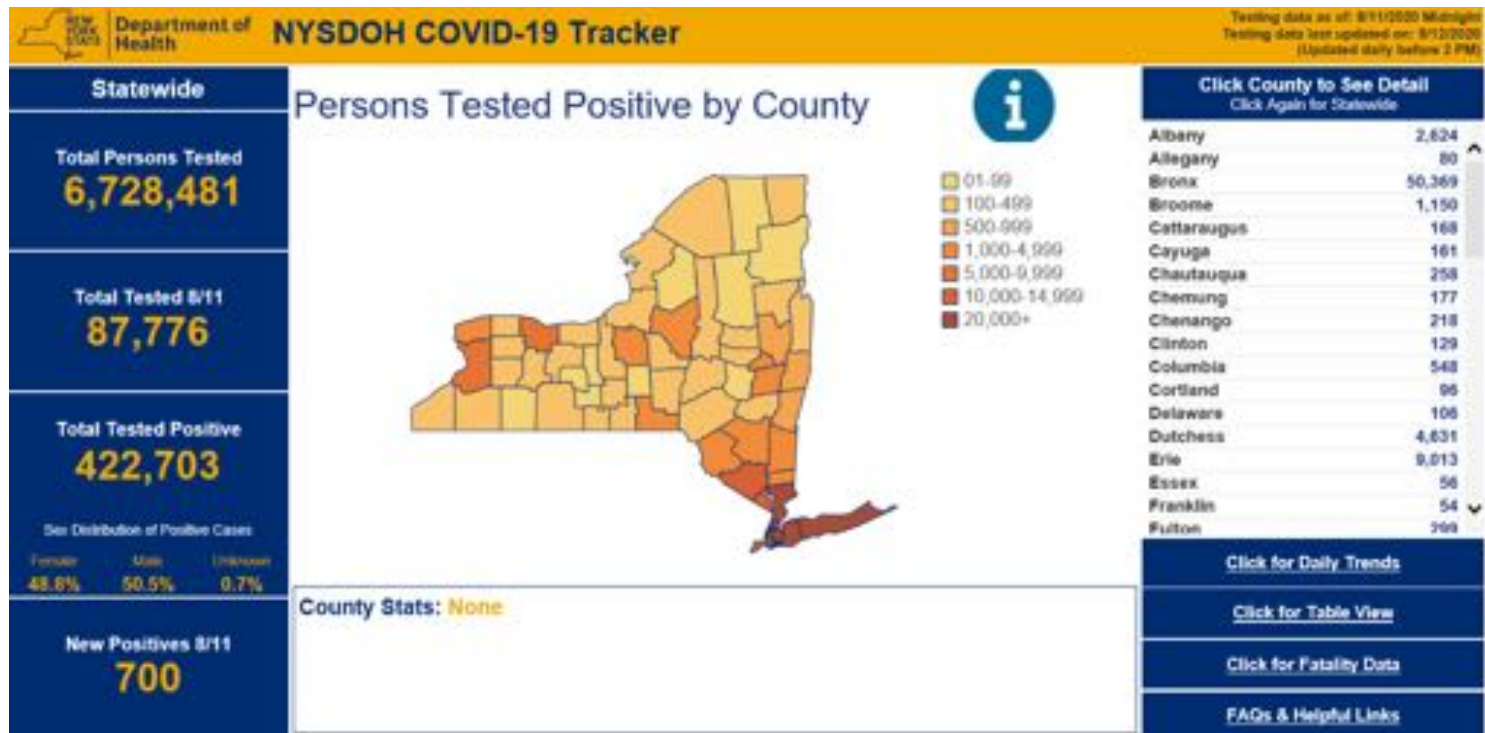 NEW
YORK
STATE
Department of
Health
NYSDOH COVID-19 Tracker
Testing data as of: 8/11/2020 Midnight
Testing data last updated on: 8/12/2020
(Updated daily before 2 PM)
Statewide
Total Persons Tested
6,728,481
Total Tested 8/11
87,776
Total Tested Positive
422,703
Sex Distribution of Positive Cases
Female Male Unknown
48.8% 50.5% 0.7%
New Positives 8/11
700
Persons Tested Positive by County
i
01-99
100-499
500-999
1,000-4,999
5,000-9,999
10,000-14,999
20,000+
County Stats: None
Click County to See Detail
Click Again for Statewide
Albany 2,624
Allegany 80
Bronx 50,369
Broome 1,150
Cattaraugus 168
Cayuga 161
Chautauqua 258
Chemung 177
Chenango 218
Clinton 129
Columbia 548
Cortland 96
Delaware 106
Dutchess 4,631
Erie 9,013
Essex 56
Franklin 54
Fulton 299
Click for Daily Trends
Click for Table View
Click for Fatality Data
FAQs & Helpful Links